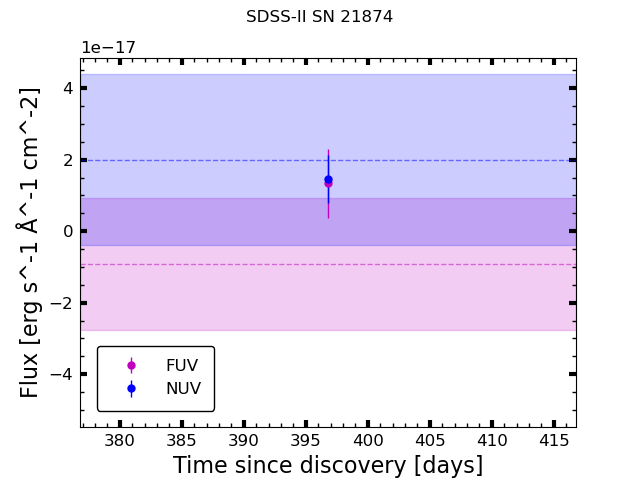 SDSS-II SN 21874
1e−17
4
2
0
−2
−4
Flux [erg s^-1 Å^-1 cm^-2]
FUV
NUV
380 385 390 395 400 405 410 415
Time since discovery [days]